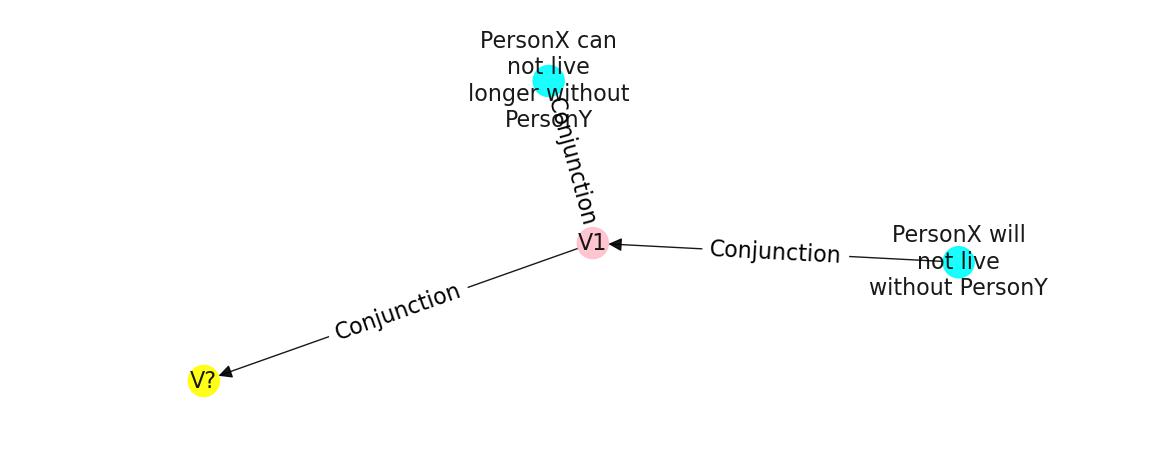 PersonX can
not live
longer without
PersonY
Conjunction
PersonX will
not live
without PersonY
V1
Conjunction
Conjunction
V?